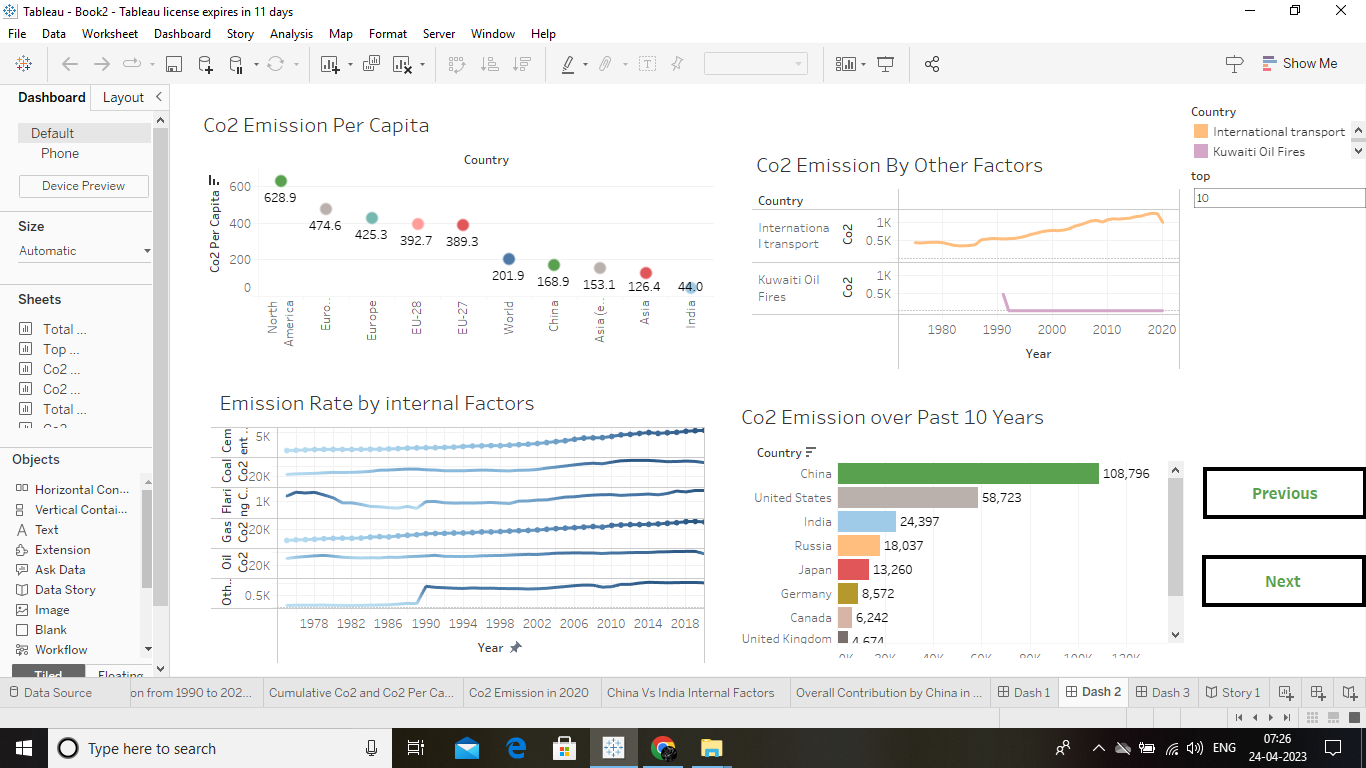 Tableau - Book2 - Tableau license expires in 11 days
File Data Worksheet Dashboard Story Analysis Map Format Server Window Help
Show Me
Dashboard Layout
Default
Phone
Device Preview
Size
Automatic
Sheets
Total ...
Top ...
Co2 ...
Co2 ...
Total ...
Objects
Horizontal Con...
Vertical Contai...
Text
Extension
Ask Data
Data Story
Image
Blank
Workflow
Tiled Floating
Co2 Emission Per Capita
Country
Co2 Per Capita
600
400
200
0
628.9
474.6
425.3
392.7
389.3
201.9
168.9
153.1
126.4
44.0
North America
Euro..
Europe
EU-28
EU-27
World
China
Asia (e..
Asia
India
Co2 Emission By Other Factors
Country
Internationa
l transport
Co2
1K
0.5K
Kuwaiti Oil
Fires
Co2
1K
0.5K
1980 1990 2000 2010 2020
Year
Country
International transport
Kuwaiti Oil Fires
top
10
Emission Rate by internal Factors
Cem
ent ..
5K
Coal
Co2
20K
Flari
ng C..
1K
Gas
Co2
20K
Oil
Co2
20K
Oth..
0.5K
1978 1982 1986 1990 1994 1998 2002 2006 2010 2014 2018
Year
Co2 Emission over Past 10 Years
Country
China 108,796
United States 58,723
India 24,397
Russia 18,037
Japan 13,260
Germany 8,572
Canada 6,242
United Kingdom 4,674
0K 20K 40K 60K 80K 100K 120K
Previous
Next
Data Source on from 1990 to 202... Cumulative Co2 and Co2 Per Ca... Co2 Emission in 2020 China Vs India Internal Factors Overall Contribution by China in ... Dash 1 Dash 2 Dash 3 Story 1
Type here to search
ENG
07:26
24-04-2023